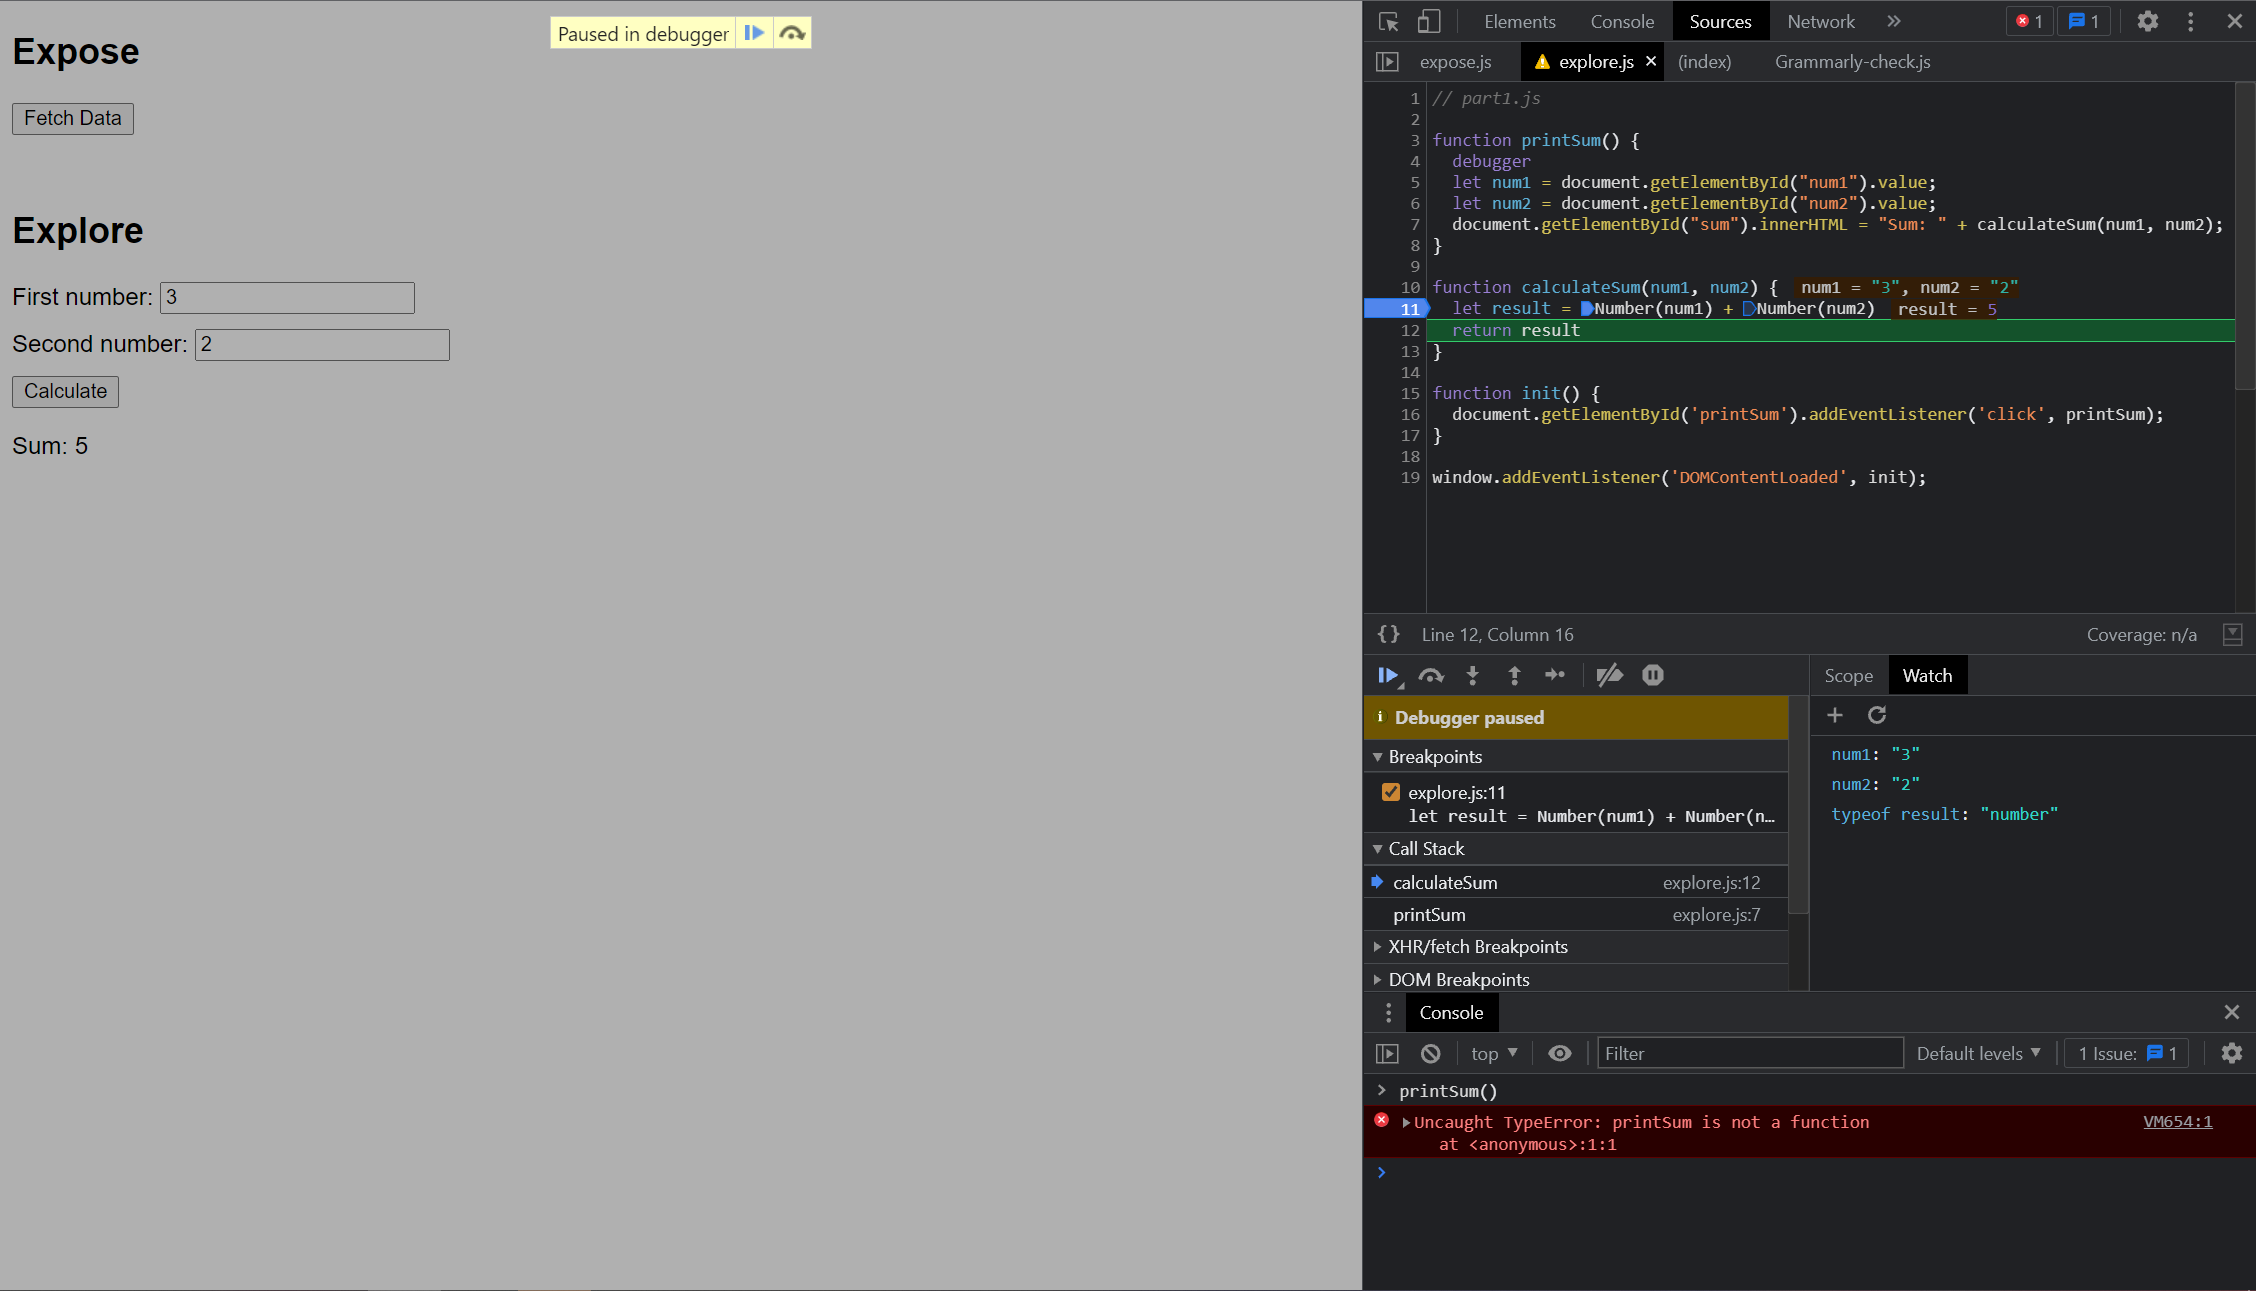 Expose
Fetch Data
Explore
First number: 3
Second number: 2
Calculate
Sum: 5
Paused in debugger
Elements Console Sources Network » 1 1
expose.js explore.js × (index) Grammarly-check.js
1 // part1.js
2
3 function printSum() {
4 debugger
5 let num1 = document.getElementById("num1").value;
6 let num2 = document.getElementById("num2").value;
7 document.getElementById("sum").innerHTML = "Sum: " + calculateSum(num1, num2);
8 }
9
10 function calculateSum(num1, num2) { num1 = "3", num2 = "2"
11 let result = Number(num1) + Number(num2) result = 5
12 return result
13 }
14
15 function init() {
16 document.getElementById('printSum').addEventListener('click', printSum);
17 }
18
19 window.addEventListener('DOMContentLoaded', init);
{} Line 12, Column 16 Coverage: n/a
Debugger paused
Breakpoints
explore.js:11
let result = Number(num1) + Number(n…
Call Stack
calculateSum explore.js:12
printSum explore.js:7
XHR/fetch Breakpoints
DOM Breakpoints
Scope Watch
num1: "3"
num2: "2"
typeof result: "number"
Console
top Filter Default levels 1 Issue: 1
> printSum()
Uncaught TypeError: printSum is not a function VM654:1
at <anonymous>:1:1
>